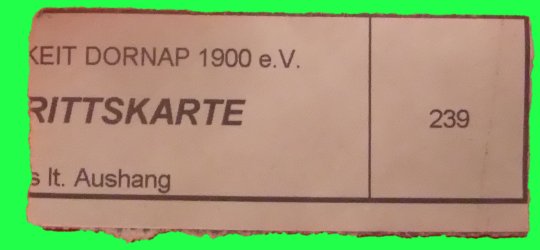 KEIT DORNAP 1900 e.V.
RITTSKARTE
239
s lt. Aushang